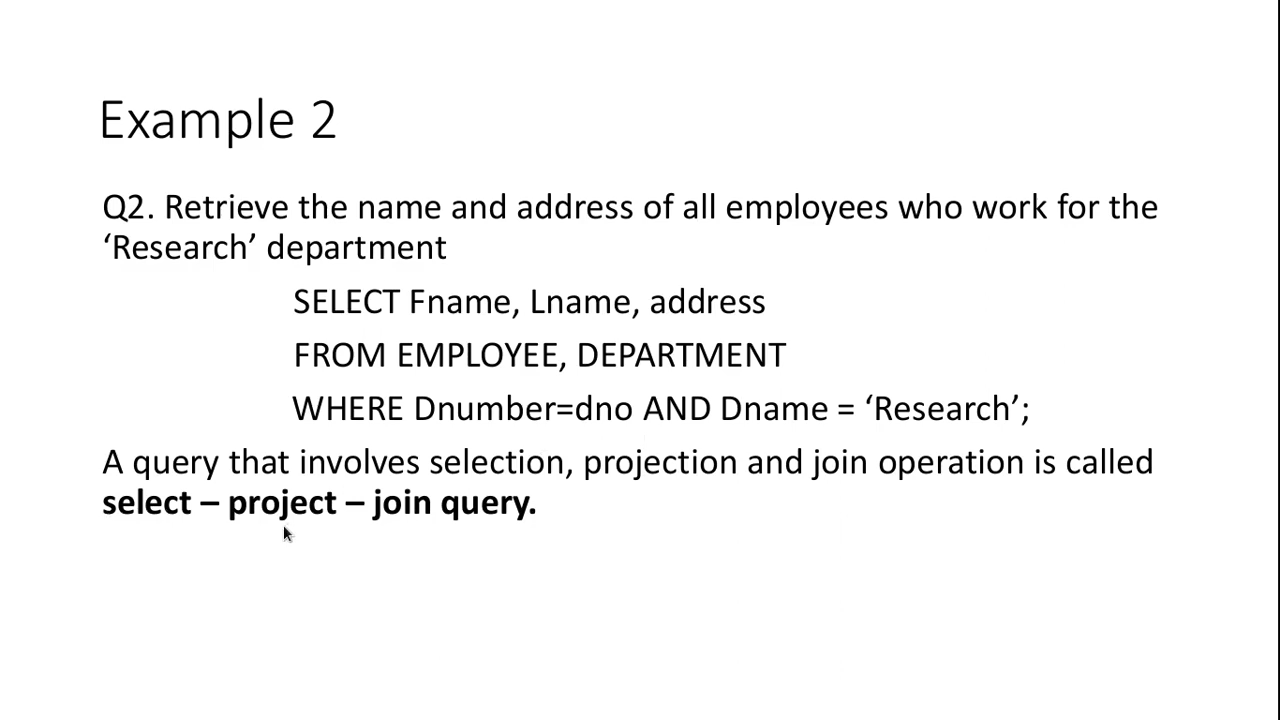 Example 2
Q2. Retrieve the name and address of all employees who work for the
‘Research’ department
SELECT Fname, Lname, address
FROM EMPLOYEE, DEPARTMENT
WHERE Dnumber=dno AND Dname = ‘Research’;
A query that involves selection, projection and join operation is called
select – project – join query.